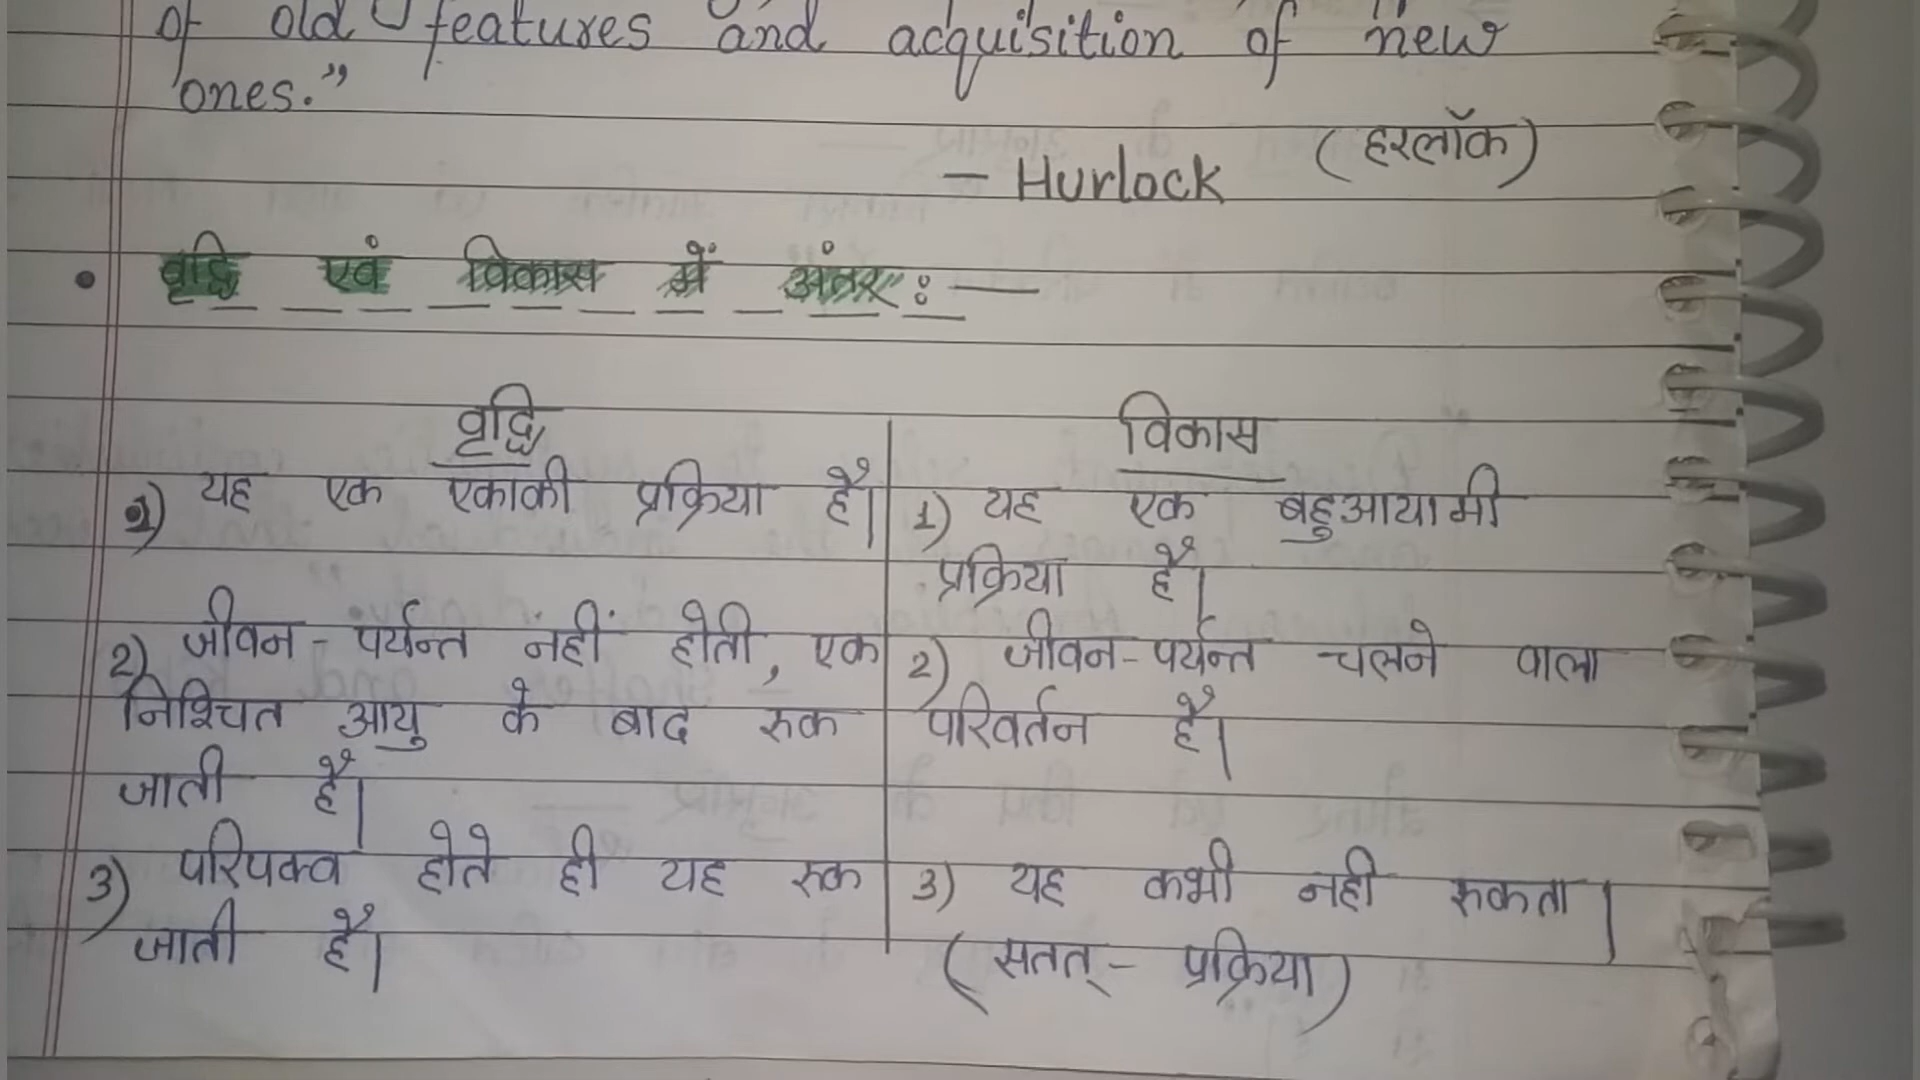 of old features and acquisition of new
ones."
- Hurlock (हरलॉक)
• वृद्धि एवं विकास में अंतर :-
वृद्धि
1) यह एक एकाकी प्रक्रिया है।
2) जीवन-पर्यन्त नहीं होती, एक
निश्चित आयु के बाद रुक
जाती है।
3) परिपक्व होते ही यह रुक
जाती है।
विकास
1) यह एक बहुआयामी
प्रक्रिया है।
2) जीवन-पर्यन्त चलने वाला
परिवर्तन है।
3) यह कभी नही रुकता।
(सतत्- प्रक्रिया)